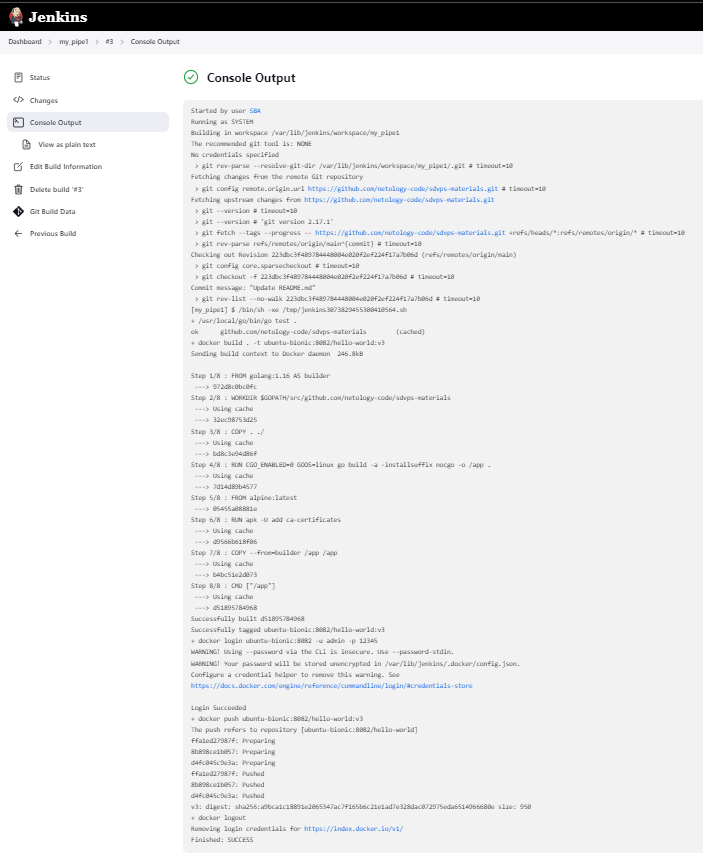 Jenkins
Dashboard > my_pipe1 > #3 > Console Output
Status
Changes
Console Output
View as plain text
Edit Build Information
Delete build '#3'
Git Build Data
Previous Build
Console Output
Started by user SBA
Running as SYSTEM
Building in workspace /var/lib/jenkins/workspace/my_pipe1
The recommended git tool is: NONE
No credentials specified
> git rev-parse --resolve-git-dir /var/lib/jenkins/workspace/my_pipe1/.git # timeout=10
Fetching changes from the remote Git repository
> git config remote.origin.url https://github.com/netology-code/sdvps-materials.git # timeout=10
Fetching upstream changes from https://github.com/netology-code/sdvps-materials.git
> git --version # timeout=10
> git --version # 'git version 2.17.1'
> git fetch --tags --progress -- https://github.com/netology-code/sdvps-materials.git +refs/heads/*:refs/remotes/origin/* # timeout=10
> git rev-parse refs/remotes/origin/main^{commit} # timeout=10
Checking out Revision 223dbc3f489784448004e020f2ef224f17a7b06d (refs/remotes/origin/main)
> git config core.sparsecheckout # timeout=10
> git checkout -f 223dbc3f489784448004e020f2ef224f17a7b06d # timeout=10
Commit message: "Update README.md"
> git rev-list --no-walk 223dbc3f489784448004e020f2ef224f17a7b06d # timeout=10
[my_pipe1] $ /bin/sh -xe /tmp/jenkins3073829455300410564.sh
+ /usr/local/go/bin/go test .
ok github.com/netology-code/sdvps-materials (cached)
+ docker build . -t ubuntu-bionic:8082/hello-world:v3
Sending build context to Docker daemon 246.8kB
Step 1/8 : FROM golang:1.16 AS builder
---> 972d8c0bc0fc
Step 2/8 : WORKDIR $GOPATH/src/github.com/netology-code/sdvps-materials
---> Using cache
---> 32ec98753d25
Step 3/8 : COPY . ./
---> Using cache
---> bd8c3e94d86f
Step 4/8 : RUN CGO_ENABLED=0 GOOS=linux go build -a -installsuffix nocgo -o /app .
---> Using cache
---> 7d14d89b4577
Step 5/8 : FROM alpine:latest
---> 05455a08881e
Step 6/8 : RUN apk -U add ca-certificates
---> Using cache
---> d9566b618f06
Step 7/8 : COPY --from=builder /app /app
---> Using cache
---> b4bc51e2d073
Step 8/8 : CMD ["/app"]
---> Using cache
---> d51895784968
Successfully built d51895784968
Successfully tagged ubuntu-bionic:8082/hello-world:v3
+ docker login ubuntu-bionic:8082 -u admin -p 12345
WARNING! Using --password via the CLI is insecure. Use --password-stdin.
WARNING! Your password will be stored unencrypted in /var/lib/jenkins/.docker/config.json.
Configure a credential helper to remove this warning. See
https://docs.docker.com/engine/reference/commandline/login/#credentials-store
Login Succeeded
+ docker push ubuntu-bionic:8082/hello-world:v3
The push refers to repository [ubuntu-bionic:8082/hello-world]
ffa1ed27987f: Preparing
8b898ce1b057: Preparing
d4fc045c9e3a: Preparing
ffa1ed27987f: Pushed
8b898ce1b057: Pushed
d4fc045c9e3a: Pushed
v3: digest: sha256:a9bca1c18891e2065347ac7f165b6c21e1ad7e328dac072975eda6514966680e size: 950
+ docker logout
Removing login credentials for https://index.docker.io/v1/
Finished: SUCCESS